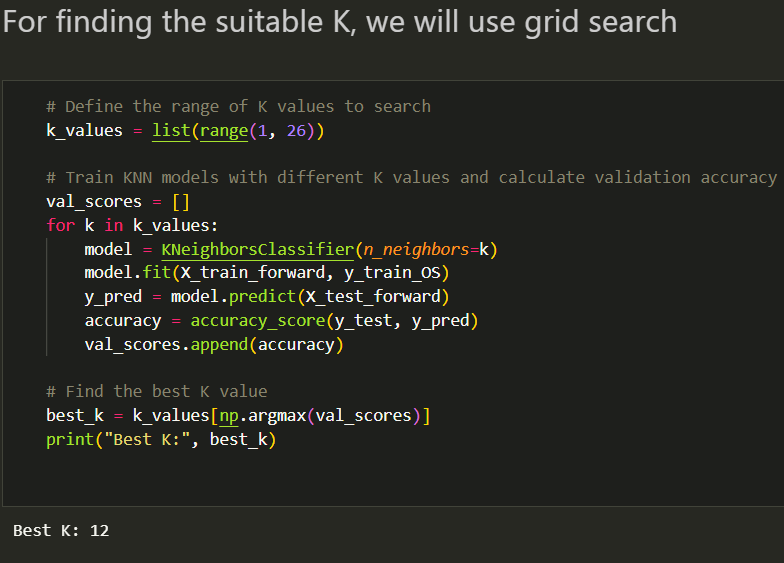 For finding the suitable K, we will use grid search
# Define the range of K values to search
k_values = list(range(1, 26))
# Train KNN models with different K values and calculate validation accuracy
val_scores = []
for k in k_values:
    model = KNeighborsClassifier(n_neighbors=k)
    model.fit(X_train_forward, y_train_OS)
    y_pred = model.predict(X_test_forward)
    accuracy = accuracy_score(y_test, y_pred)
    val_scores.append(accuracy)
# Find the best K value
best_k = k_values[np.argmax(val_scores)]
print("Best K:", best_k)
Best K: 12